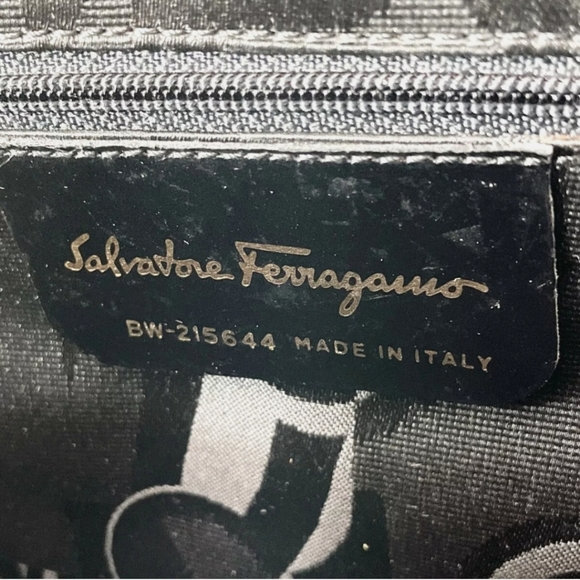 Salvatore Ferragamo
BW-215644 MADE IN ITALY